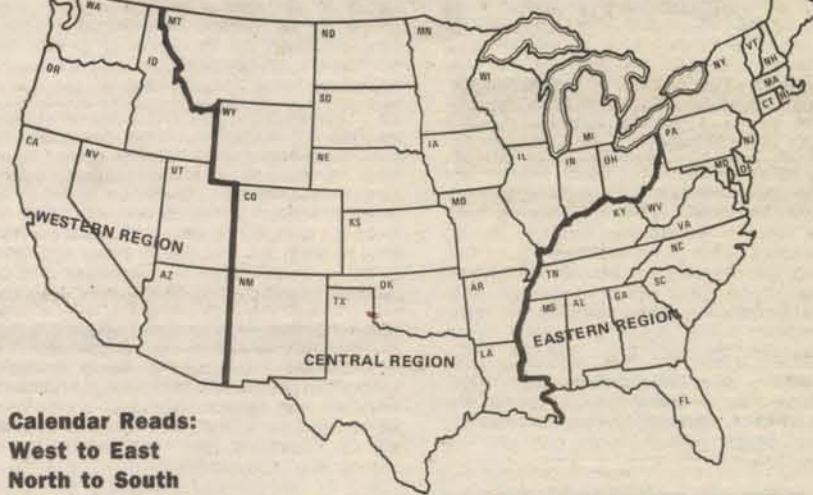 WA
MT
ND
MN
OR
ID
SD
WI
NY
VT
NH
MA
CT
RI
WY
MI
PA
NJ
CA
NV
UT
NE
IA
IL
IN
OH
MD
D
CO
KS
MO
KY
WV
VA
WESTERN REGION
AZ
NM
TX
OK
AR
TN
NC
SC
MS
AL
GA
CENTRAL REGION
LA
EASTERN REGION
FL
Calendar Reads:
West to East
North to South